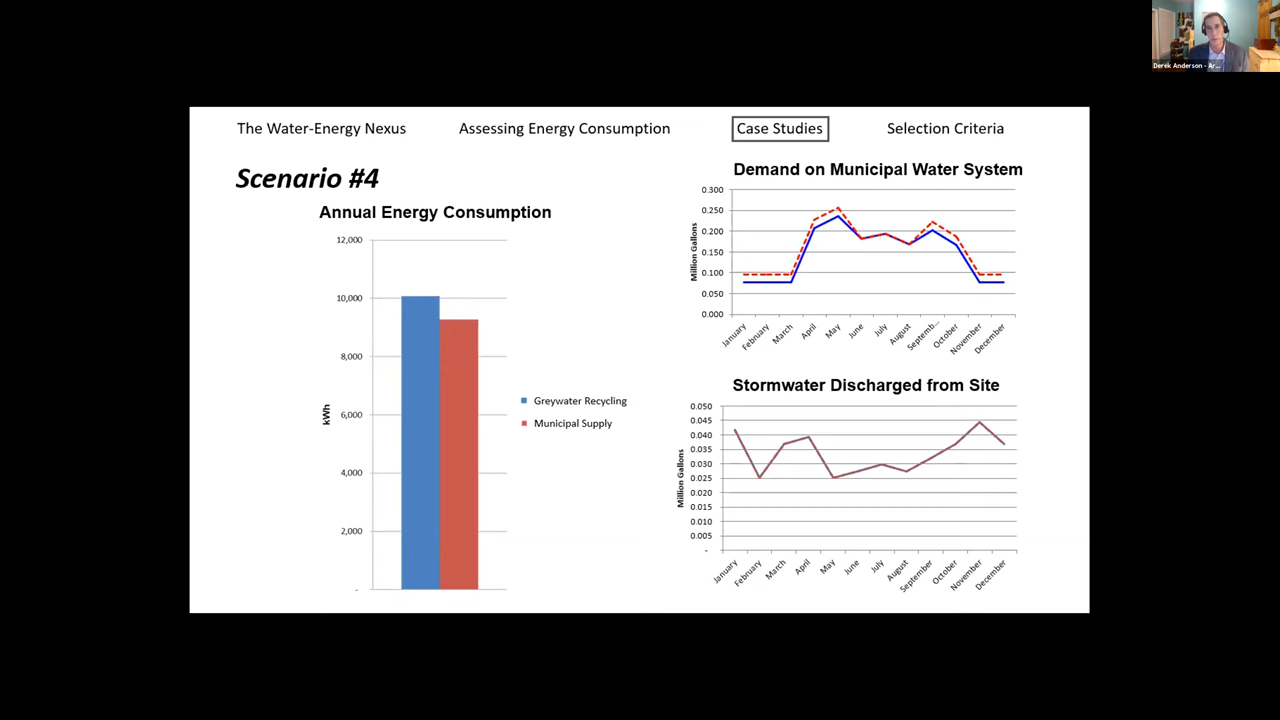 Derek Anderson - Ar...
The Water-Energy Nexus
Assessing Energy Consumption
Case Studies
Selection Criteria
Scenario #4
Annual Energy Consumption
12,000
10,000
8,000
6,000
4,000
2,000
-
kWh
Greywater Recycling
Municipal Supply
Demand on Municipal Water System
0.300
0.250
0.200
0.150
0.100
0.050
0.000
Million Gallons
January
February
March
April
May
June
July
August
Septemb...
October
November
December
Stormwater Discharged from Site
0.050
0.045
0.040
0.035
0.030
0.025
0.020
0.015
0.010
0.005
-
Million Gallons
January
February
March
April
May
June
July
August
September
October
November
December